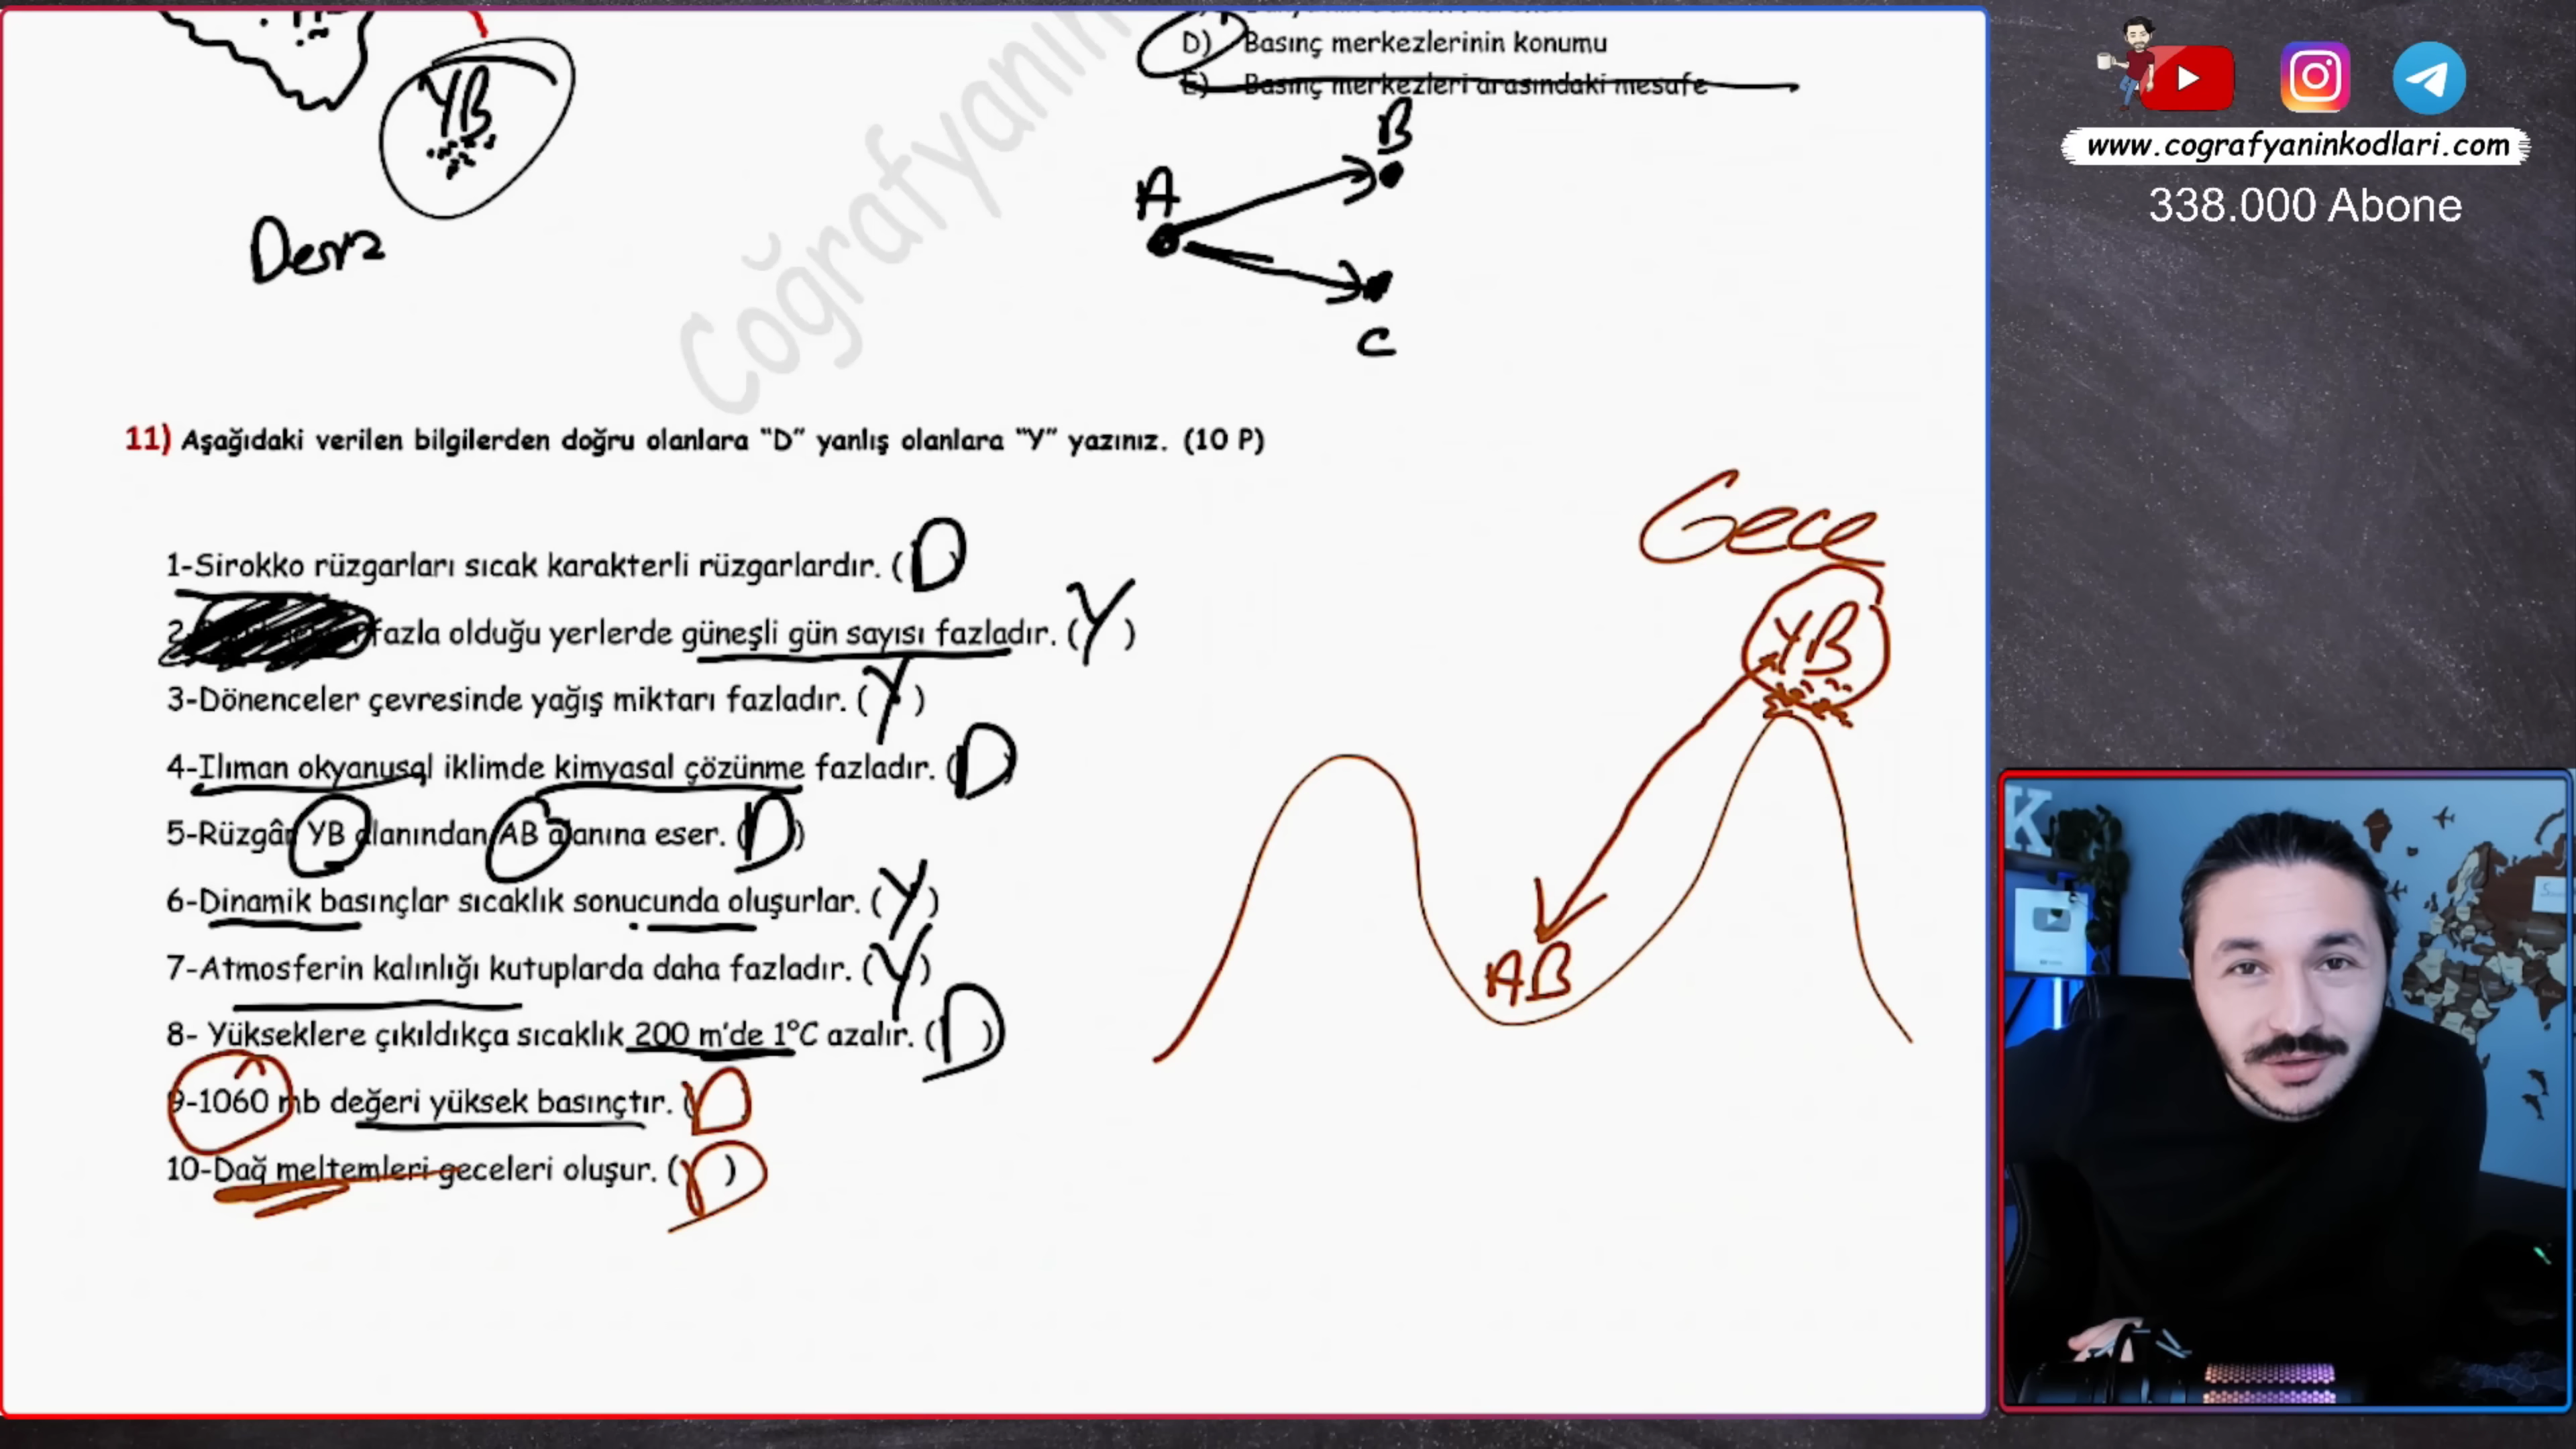 D) Basınç merkezlerinin konumu
E) Basınç merkezleri arasındaki mesafe
YB
Deniz
A
B
C
Coğrafyanın
11) Aşağıdaki verilen bilgilerden doğru olanlara “D” yanlış olanlara “Y” yazınız. (10 P)
1-Sirokko rüzgarları sıcak karakterli rüzgarlardır. (D)
2- fazla olduğu yerlerde güneşli gün sayısı fazladır. (Y)
3-Dönenceler çevresinde yağış miktarı fazladır. (Y)
4-Ilıman okyanusal iklimde kimyasal çözünme fazladır. (D)
5-Rüzgâr YB alanından AB alanına eser. (D)
6-Dinamik basınçlar sıcaklık sonucunda oluşurlar. (Y)
7-Atmosferin kalınlığı kutuplarda daha fazladır. (Y)
8- Yükseklere çıkıldıkça sıcaklık 200 m’de 1°C azalır. (D)
9-1060 mb değeri yüksek basınçtır. (D)
10-Dağ meltemleri geceleri oluşur. (D)
Gece
YB
AB
www.cografyaninkodlari.com
338.000 Abone
K